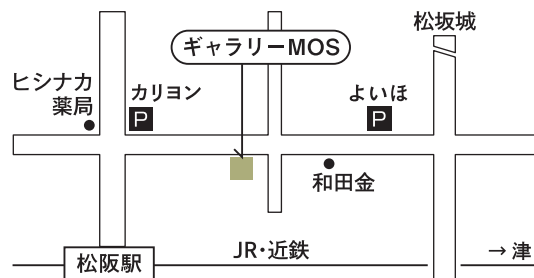 松坂城
ギャラリーMOS
ヒシナカ
薬局
カリヨン
P
よいほ
P
和田金
JR・近鉄
→ 津
松阪駅